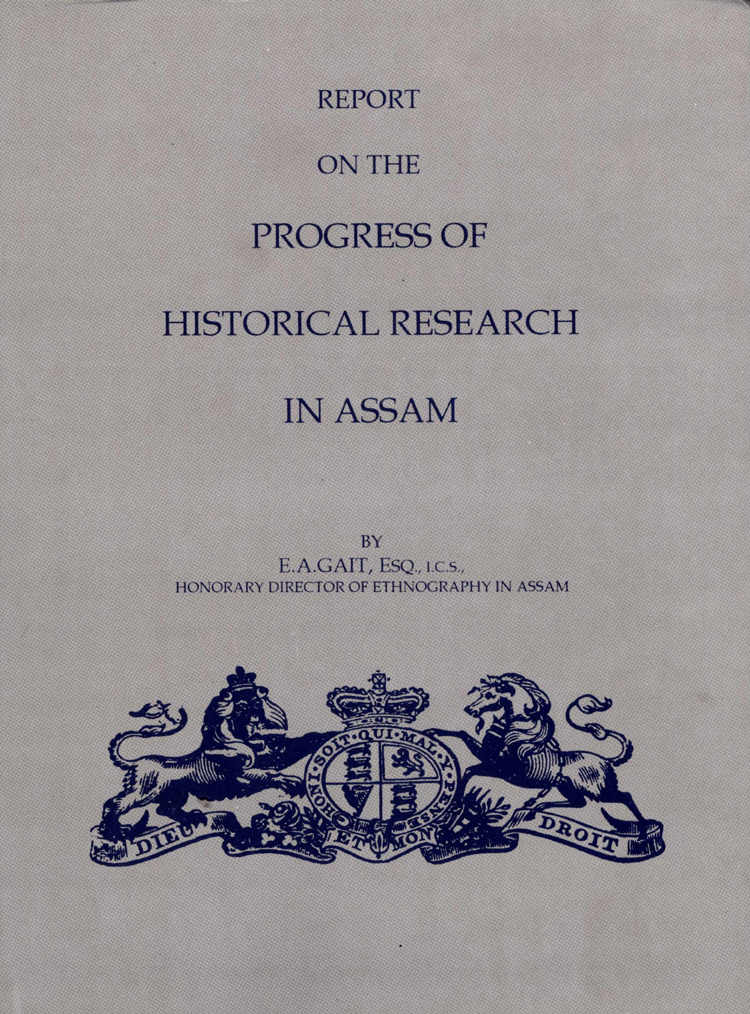 REPORT
ON THE
PROGRESS OF
HISTORICAL RESEARCH
IN ASSAM
BY
E.A.GAIT, ESQ., I.C.S.,
HONORARY DIRECTOR OF ETHNOGRAPHY IN ASSAM
HONI·SOIT·QUI·MAL·Y·PENSE
DIEU ET MON DROIT